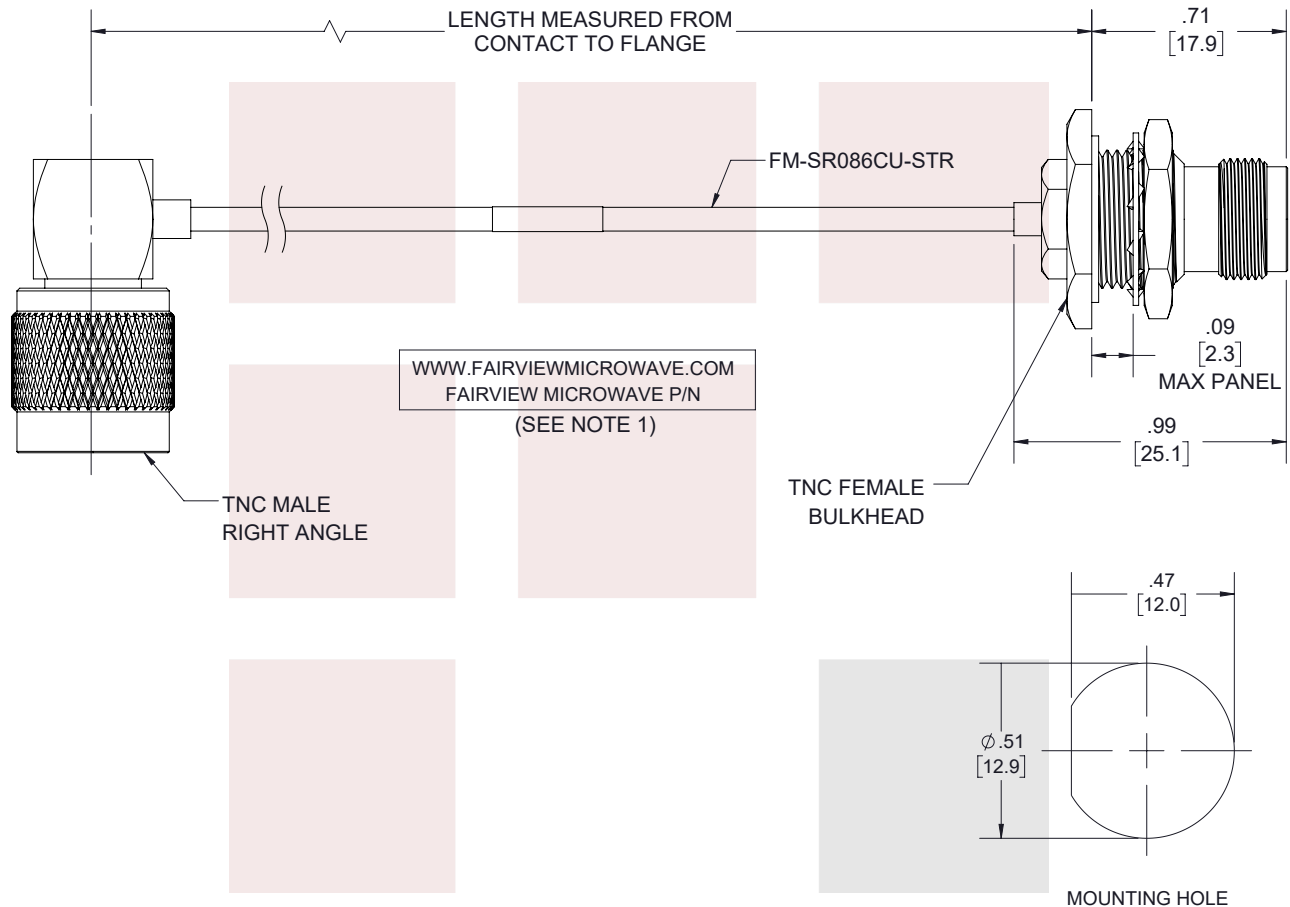 LENGTH MEASURED FROM
CONTACT TO FLANGE
.71
[17.9]
FM-SR086CU-STR
.09
[2.3]
MAX PANEL
WWW.FAIRVIEWMICROWAVE.COM
FAIRVIEW MICROWAVE P/N
(SEE NOTE 1)
.99
[25.1]
TNC MALE
RIGHT ANGLE
TNC FEMALE
BULKHEAD
.47
[12.0]
∅.51
[12.9]
MOUNTING HOLE